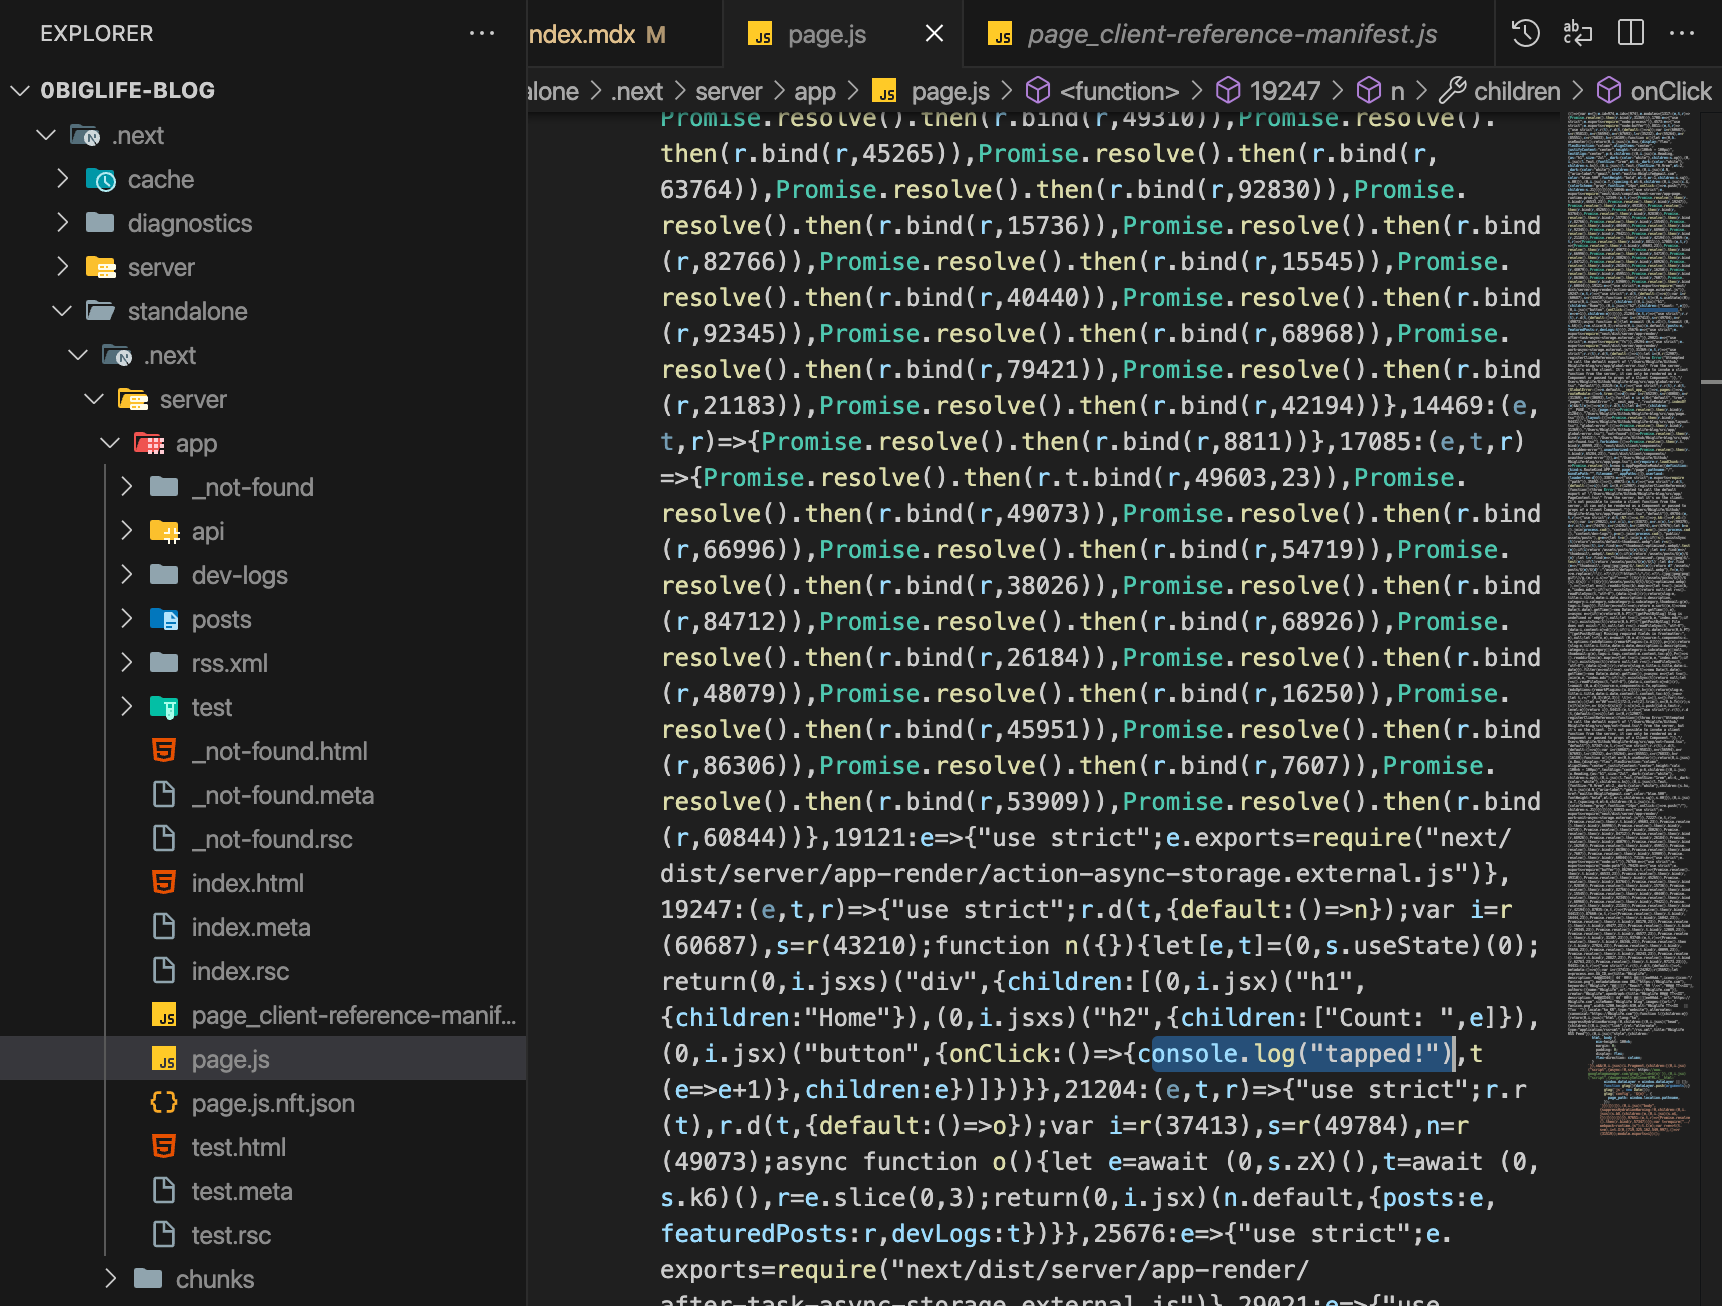 EXPLORER
0BIGLIFE-BLOG
.next
cache
diagnostics
server
standalone
.next
server
app
_not-found
api
dev-logs
posts
rss.xml
test
_not-found.html
_not-found.meta
_not-found.rsc
index.html
index.meta
index.rsc
page_client-reference-manif...
page.js
page.js.nft.json
test.html
test.meta
test.rsc
chunks
ndex.mdx M
page.js
page_client-reference-manifest.js
alone > .next > server > app > page.js > <function> > 19247 > n > children > onClick
Promise.resolve().then(r.bind(r,49310)),Promise.resolve().
then(r.bind(r,45265)),Promise.resolve().then(r.bind(r,
63764)),Promise.resolve().then(r.bind(r,92830)),Promise.
resolve().then(r.bind(r,15736)),Promise.resolve().then(r.bind
(r,82766)),Promise.resolve().then(r.bind(r,15545)),Promise.
resolve().then(r.bind(r,40440)),Promise.resolve().then(r.bind
(r,92345)),Promise.resolve().then(r.bind(r,68968)),Promise.
resolve().then(r.bind(r,79421)),Promise.resolve().then(r.bind
(r,21183)),Promise.resolve().then(r.bind(r,42194))},14469:(e,
t,r)=>{Promise.resolve().then(r.bind(r,8811))},17085:(e,t,r)
=>{Promise.resolve().then(r.t.bind(r,49603,23)),Promise.
resolve().then(r.bind(r,49073)),Promise.resolve().then(r.bind
(r,66996)),Promise.resolve().then(r.bind(r,54719)),Promise.
resolve().then(r.bind(r,38026)),Promise.resolve().then(r.bind
(r,84712)),Promise.resolve().then(r.bind(r,68926)),Promise.
resolve().then(r.bind(r,26184)),Promise.resolve().then(r.bind
(r,48079)),Promise.resolve().then(r.bind(r,16250)),Promise.
resolve().then(r.bind(r,45951)),Promise.resolve().then(r.bind
(r,86306)),Promise.resolve().then(r.bind(r,7607)),Promise.
resolve().then(r.bind(r,53909)),Promise.resolve().then(r.bind
(r,60844))},19121:e=>{"use strict";e.exports=require("next/
dist/server/app-render/action-async-storage.external.js")},
19247:(e,t,r)=>{"use strict";r.d(t,{default:()=>n});var i=r
(60687),s=r(43210);function n({}){let[e,t]=(0,s.useState)(0);
return(0,i.jsxs)("div",{children:[(0,i.jsx)("h1",
{children:"Home"}),(0,i.jsxs)("h2",{children:["Count: ",e]}),
(0,i.jsx)("button",{onClick:()=>{console.log("tapped!"),t
(e=>e+1)},children:e})]})}},21204:(e,t,r)=>{"use strict";r.r
(t),r.d(t,{default:()=>o});var i=r(37413),s=r(49784),n=r
(49073);async function o(){let e=await (0,s.zX)(),t=await (0,
s.k6)(),r=e.slice(0,3);return(0,i.jsx)(n.default,{posts:e,
featuredPosts:r,devLogs:t})}},25676:e=>{"use strict";e.
exports=require("next/dist/server/app-render/
after-task-async-storage.external.js")},29021:e=>{"use